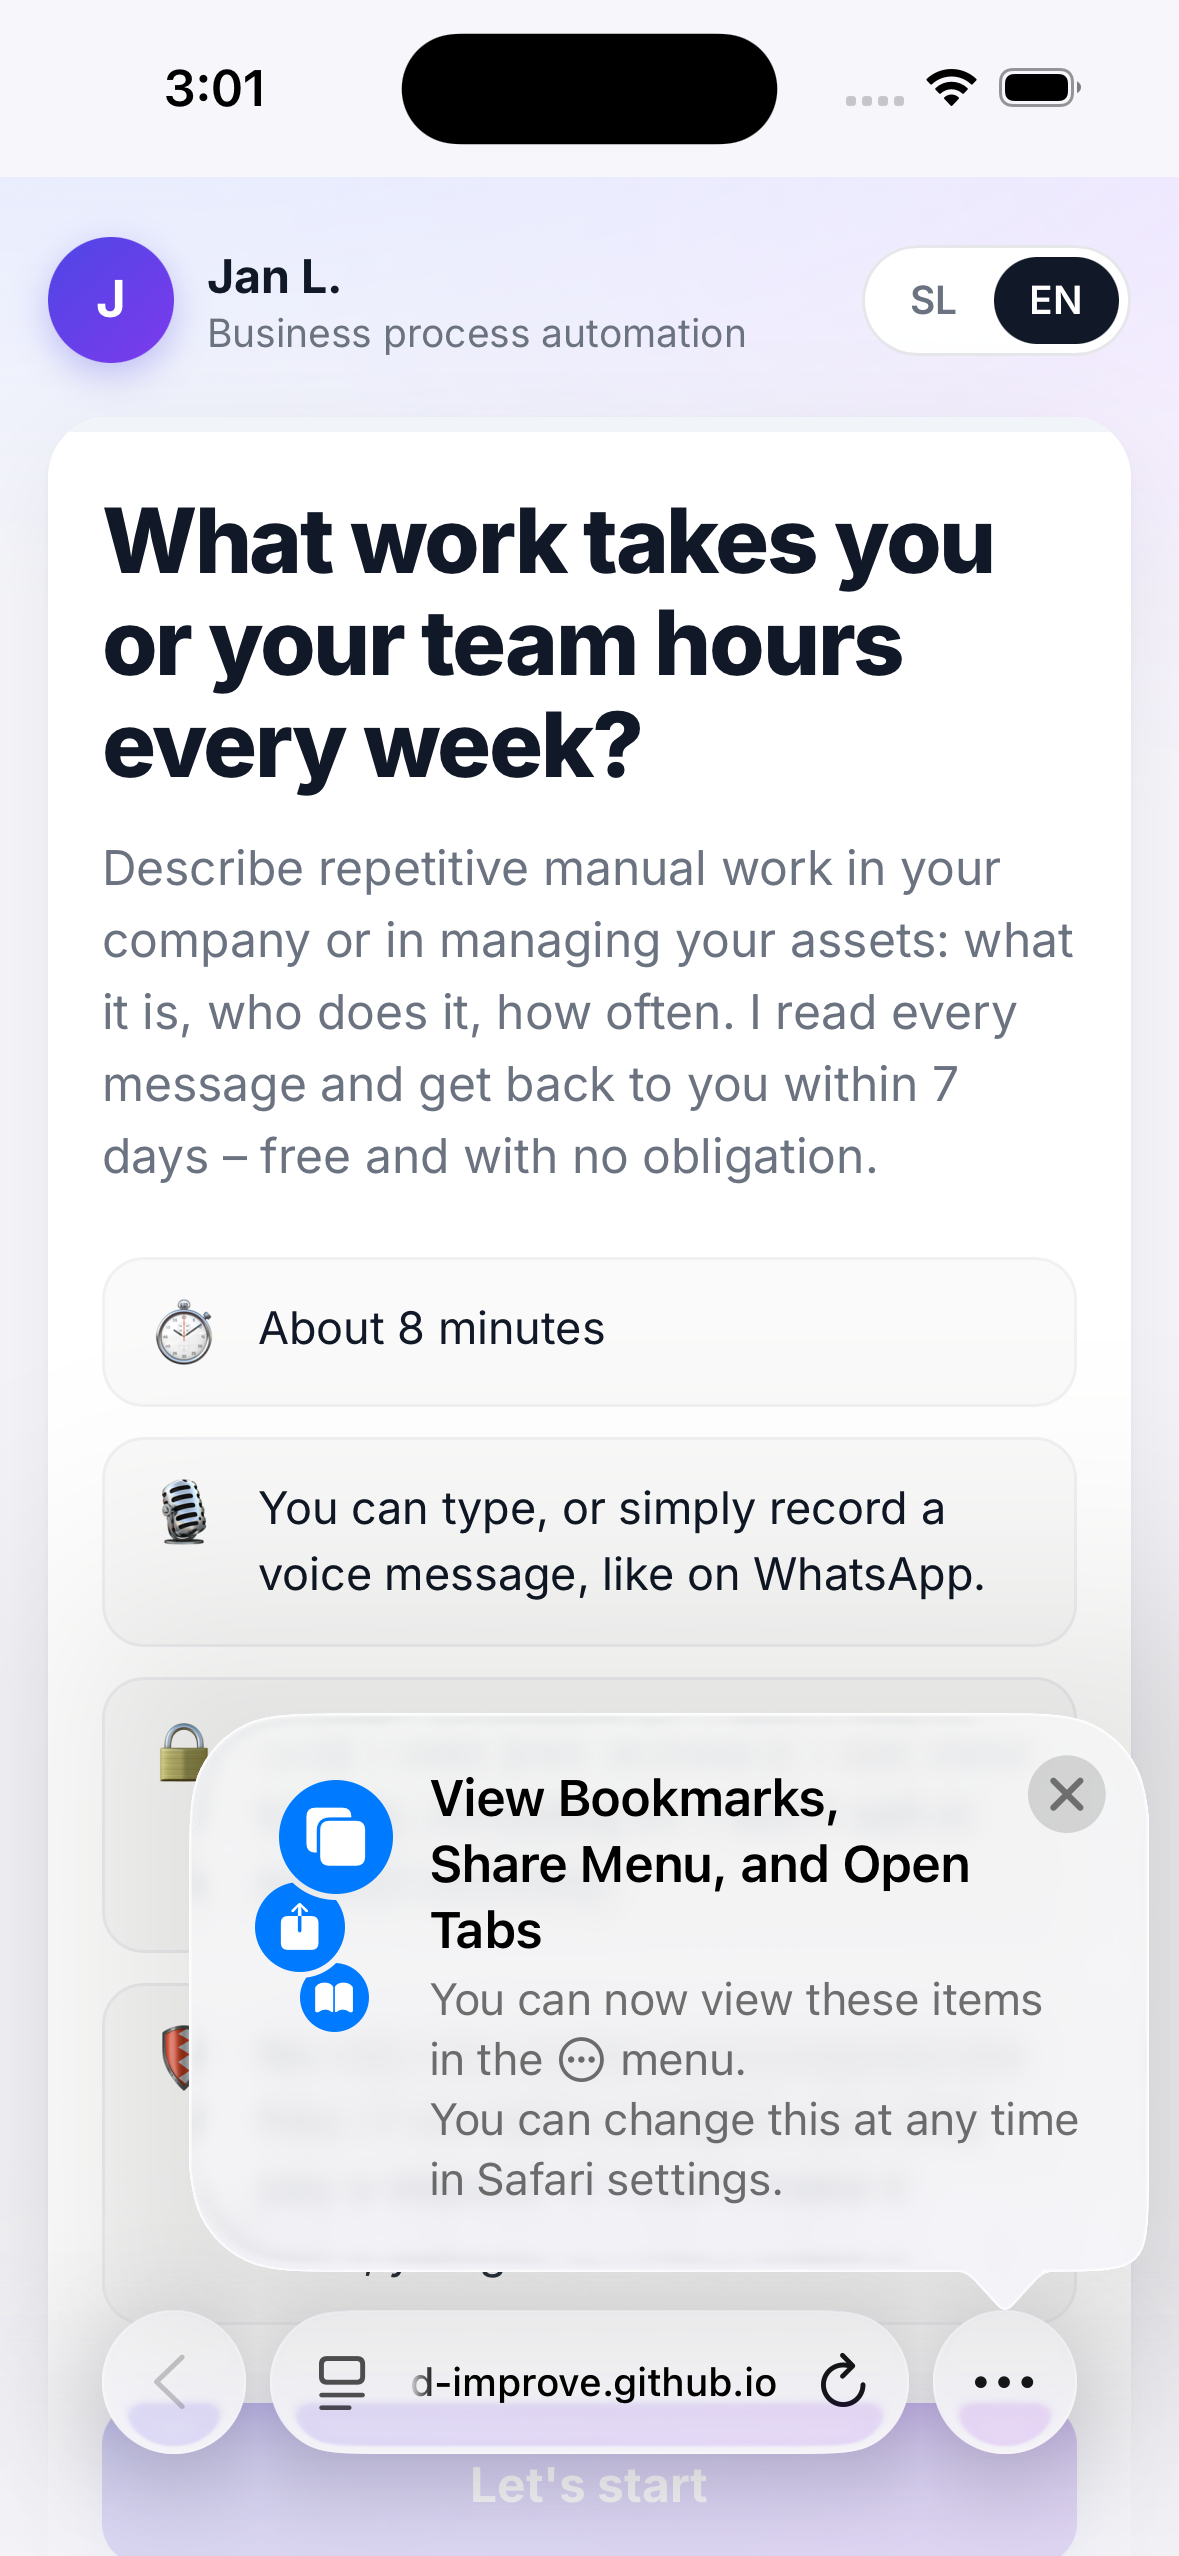 3:01
J
Jan L.
Business process automation
SL
EN
What work takes you
or your team hours
every week?
Describe repetitive manual work in your
company or in managing your assets: what
it is, who does it, how often. I read every
message and get back to you within 7
days – free and with no obligation.
About 8 minutes
You can type, or simply record a
voice message, like on WhatsApp.
View Bookmarks,
Share Menu, and Open
Tabs
You can now view these items
in the menu.
You can change this at any time
in Safari settings.
d-improve.github.io
Let's start